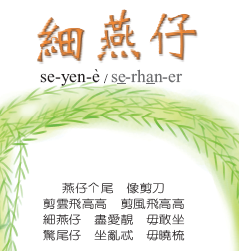 細燕仔
se-yen-è / se-rhan-er
燕仔个尾　像剪刀
剪雲飛高高　剪風飛高高
細燕仔　盡愛靚　毋敢坐
驚尾仔　坐亂忒　毋曉梳